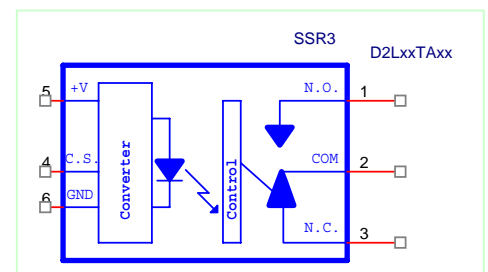 SSR3
D2LxxTAxx
5
+V
N.O.
1
4
C.S.
COM
2
6
GND
N.C.
3
Converter
Control